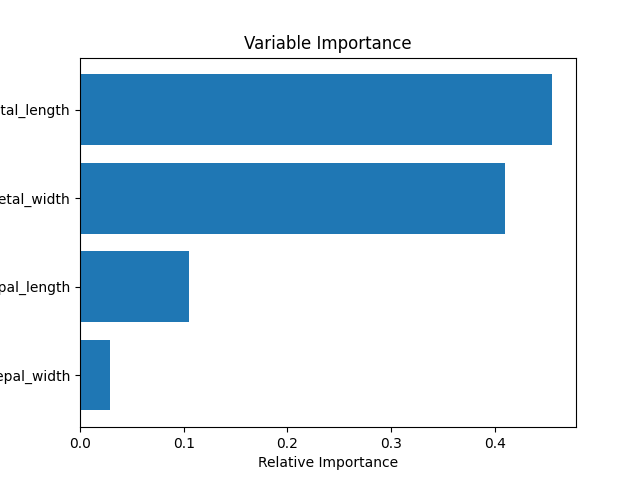 Variable Importance
tal_length
etal_width
pal_length
epal_width
0.0 0.1 0.2 0.3 0.4
Relative Importance